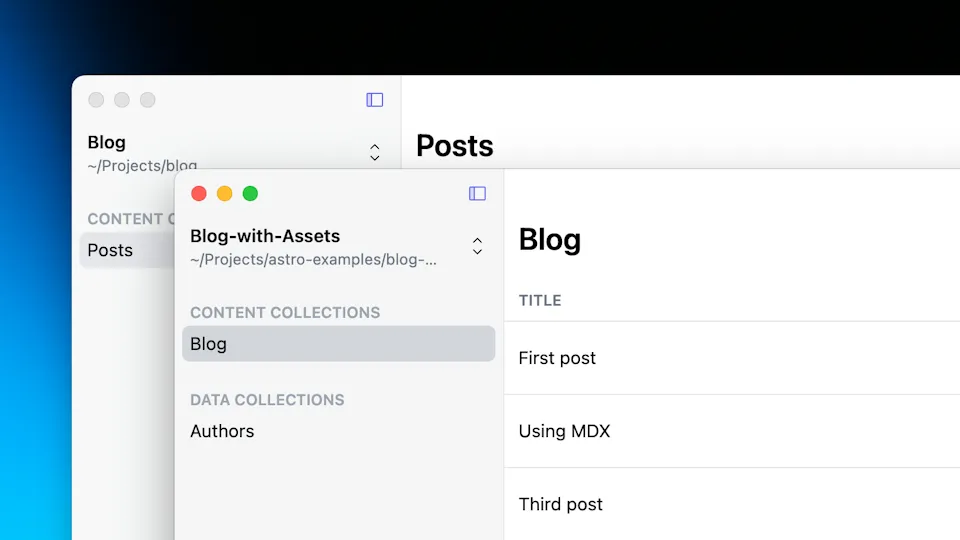 Blog
~/Projects/blog
Posts
CONTENT
Posts
Blog-with-Assets
~/Projects/astro-examples/blog-...
CONTENT COLLECTIONS
Blog
DATA COLLECTIONS
Authors
Blog
TITLE
First post
Using MDX
Third post